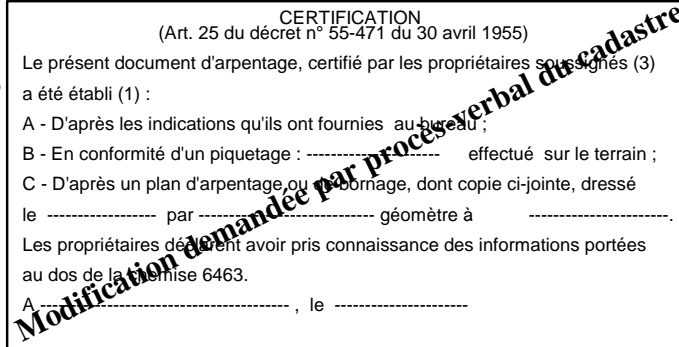 CERTIFICATION
(Art. 25 du décret n° 55-471 du 30 avril 1955)
Le présent document d'arpentage, certifié par les propriétaires soussignés (3)
a été établi (1) :
A - D'après les indications qu'ils ont fournies au bureau ;
B - En conformité d'un piquetage : ---------------------- effectué sur le terrain ;
C - D'après un plan d'arpentage ou de bornage, dont copie ci-jointe, dressé
le ------------------ par ----------------------------- géomètre à -----------------------.
Les propriétaires déclarent avoir pris connaissance des informations portées
au dos de la chemise 6463.
A ----------------------------------------- , le ----------------------
Modification demandée par procès-verbal du cadastre